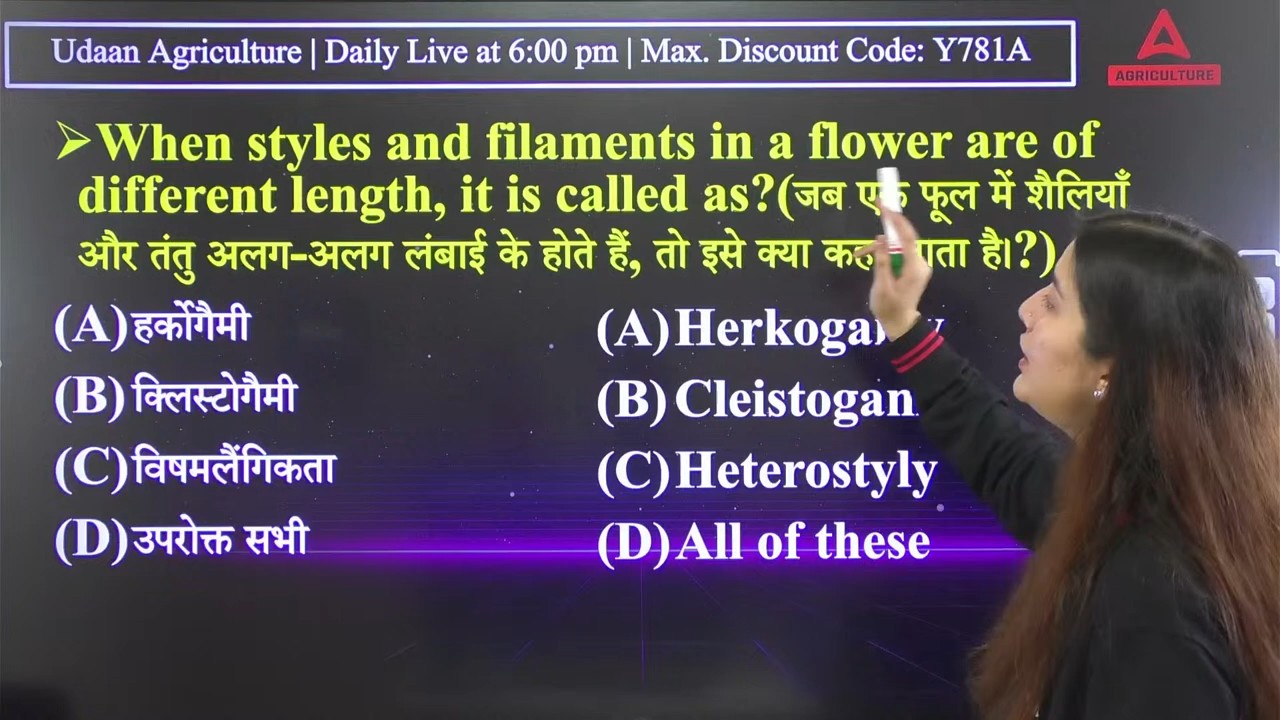 Udaan Agriculture | Daily Live at 6:00 pm | Max. Discount Code: Y781A
AGRICULTURE
➢When styles and filaments in a flower are of
different length, it is called as?(जब एक फूल में शैलियाँ
और तंतु अलग-अलग लंबाई के होते हैं, तो इसे क्या है।?)
(A) हर्कोगैमी
(A) 
(B) क्लिस्टोगैमी
(B) 
(C) विषमलैंगिकता
(C) Heterostyly
(D) उपरोक्त सभी
(D) All of these